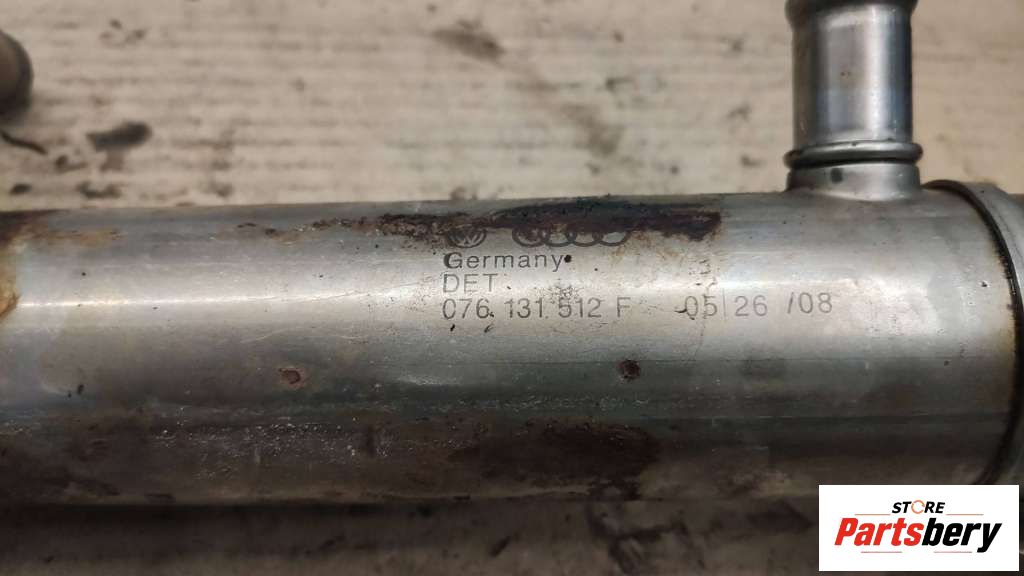 Germany
DET
076 131 512 F 05 26 /08
STORE
Partsbery